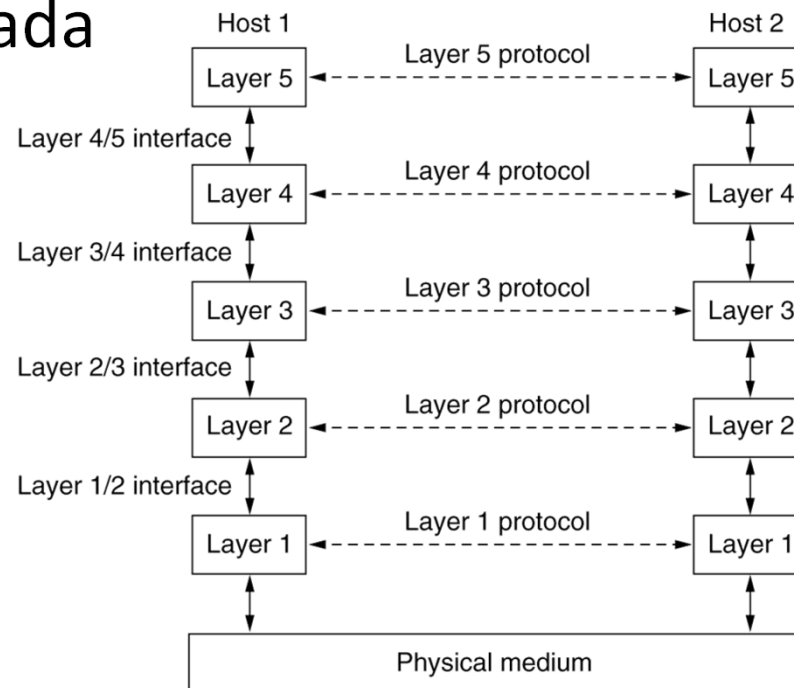 ada
Host 1 Host 2
Layer 5 protocol
Layer 5 Layer 5
Layer 4/5 interface
Layer 4 protocol
Layer 4 Layer 4
Layer 3/4 interface
Layer 3 protocol
Layer 3 Layer 3
Layer 2/3 interface
Layer 2 protocol
Layer 2 Layer 2
Layer 1/2 interface
Layer 1 protocol
Layer 1 Layer 1
Physical medium